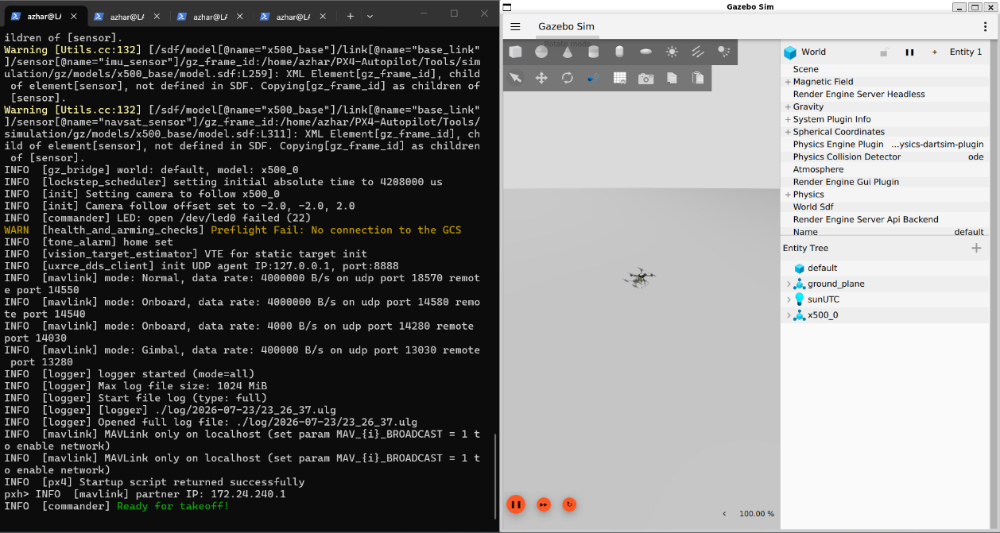 azhar@L/
azhar@L/
azhar@L/
azhar@L/
ildren of [sensor].
Warning [Utils.cc:132] [/sdf/model[@name="x500_base"]/link[@name="base_link"
]/sensor[@name="imu_sensor"]/gz_frame_id:/home/azhar/PX4-Autopilot/Tools/sim
ulation/gz/models/x500_base/model.sdf:L259]: XML Element[gz_frame_id], child
of element[sensor], not defined in SDF. Copying[gz_frame_id] as children of
[sensor].
Warning [Utils.cc:132] [/sdf/model[@name="x500_base"]/link[@name="base_link"
]/sensor[@name="navsat_sensor"]/gz_frame_id:/home/azhar/PX4-Autopilot/Tools/
simulation/gz/models/x500_base/model.sdf:L311]: XML Element[gz_frame_id], ch
ild of element[sensor], not defined in SDF. Copying[gz_frame_id] as children
of [sensor].
INFO  [gz_bridge] world: default, model: x500_0
INFO  [lockstep_scheduler] setting initial absolute time to 4208000 us
INFO  [init] Setting camera to follow x500_0
INFO  [init] Camera follow offset set to -2.0, -2.0, 2.0
INFO  [commander] LED: open /dev/led0 failed (22)
WARN  [health_and_arming_checks] Preflight Fail: No connection to the GCS
INFO  [tone_alarm] home set
INFO  [vision_target_estimator] VTE for static target init
INFO  [uxrce_dds_client] init UDP agent IP:127.0.0.1, port:8888
INFO  [mavlink] mode: Normal, data rate: 4000000 B/s on udp port 18570 remot
e port 14550
INFO  [mavlink] mode: Onboard, data rate: 4000000 B/s on udp port 14580 remo
te port 14540
INFO  [mavlink] mode: Onboard, data rate: 4000 B/s on udp port 14280 remote
port 14030
INFO  [mavlink] mode: Gimbal, data rate: 400000 B/s on udp port 13030 remote
port 13280
INFO  [logger] logger started (mode=all)
INFO  [logger] Max log file size: 1024 MiB
INFO  [logger] Start file log (type: full)
INFO  [logger] [logger] ./log/2026-07-23/23_26_37.ulg
INFO  [logger] Opened full log file: ./log/2026-07-23/23_26_37.ulg
INFO  [mavlink] MAVLink only on localhost (set param MAV_{i}_BROADCAST = 1 t
o enable network)
INFO  [mavlink] MAVLink only on localhost (set param MAV_{i}_BROADCAST = 1 t
o enable network)
INFO  [px4] Startup script returned successfully
pxh> INFO  [mavlink] partner IP: 172.24.240.1
INFO  [commander] Ready for takeoff!
Gazebo Sim
Gazebo Sim
Rotate mode
100.00 %
World
Entity 1
Scene
Magnetic Field
Render Engine Server Headless
Gravity
System Plugin Info
Spherical Coordinates
Physics Engine Plugin ...ysics-dartsim-plugin
Physics Collision Detector ode
Atmosphere
Render Engine Gui Plugin
Physics
World Sdf
Render Engine Server Api Backend
Name default
Entity Tree
default
ground_plane
sunUTC
x500_0